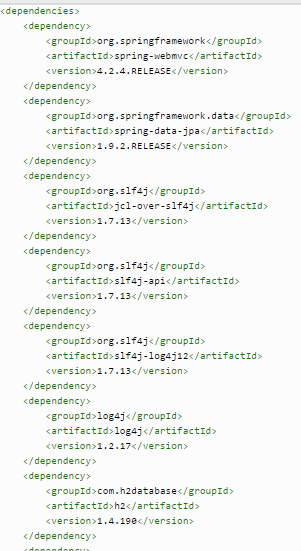 <dependencies>
<dependency>
<groupId>org.springframework</groupId>
<artifactId>spring-webmvc</artifactId>
<version>4.2.4.RELEASE</version>
</dependency>
<dependency>
<groupId>org.springframework.data</groupId>
<artifactId>spring-data-jpa</artifactId>
<version>1.9.2.RELEASE</version>
</dependency>
<dependency>
<groupId>org.slf4j</groupId>
<artifactId>jcl-over-slf4j</artifactId>
<version>1.7.13</version>
</dependency>
<dependency>
<groupId>org.slf4j</groupId>
<artifactId>slf4j-api</artifactId>
<version>1.7.13</version>
</dependency>
<dependency>
<groupId>org.slf4j</groupId>
<artifactId>slf4j-log4j12</artifactId>
<version>1.7.13</version>
</dependency>
<dependency>
<groupId>log4j</groupId>
<artifactId>log4j</artifactId>
<version>1.2.17</version>
</dependency>
<dependency>
<groupId>com.h2database</groupId>
<artifactId>h2</artifactId>
<version>1.4.190</version>
</dependency>
<dependency>